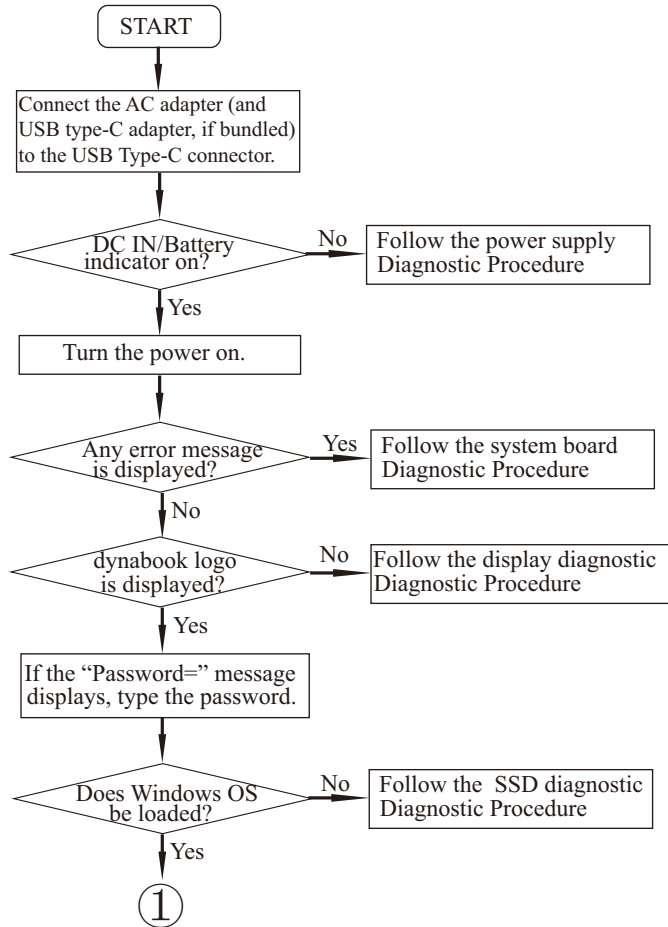 START
Connect the AC adapter (and
USB type-C adapter, if bundled)
to the USB Type-C connector.
DC IN/Battery
indicator on?
No
Follow the power supply
Diagnostic Procedure
Yes
Turn the power on.
Any error message
is displayed?
Yes
Follow the system board
Diagnostic Procedure
No
dynabook logo
is displayed?
No
Follow the display diagnostic
Diagnostic Procedure
Yes
If the “Password=” message
displays, type the password.
Does Windows OS
be loaded?
No
Follow the SSD diagnostic
Diagnostic Procedure
Yes
1